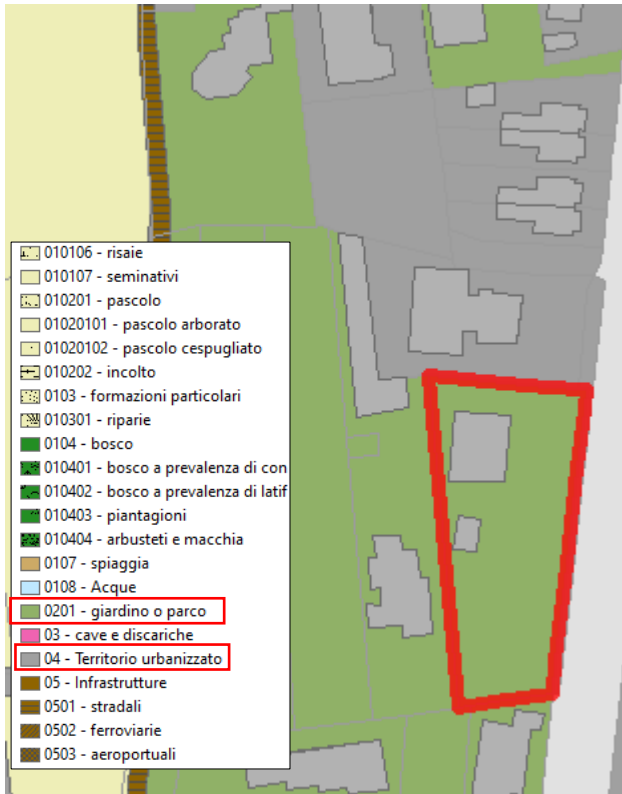 010106 - risaie
010107 - seminativi
010201 - pascolo
01020101 - pascolo arborato
01020102 - pascolo cespugliato
010202 - incolto
0103 - formazioni particolari
010301 - riparie
0104 - bosco
010401 - bosco a prevalenza di con
010402 - bosco a prevalenza di latif
010403 - piantagioni
010404 - arbusteti e macchia
0107 - spiaggia
0108 - Acque
0201 - giardino o parco
03 - cave e discariche
04 - Territorio urbanizzato
05 - Infrastrutture
0501 - stradali
0502 - ferroviarie
0503 - aeroportuali